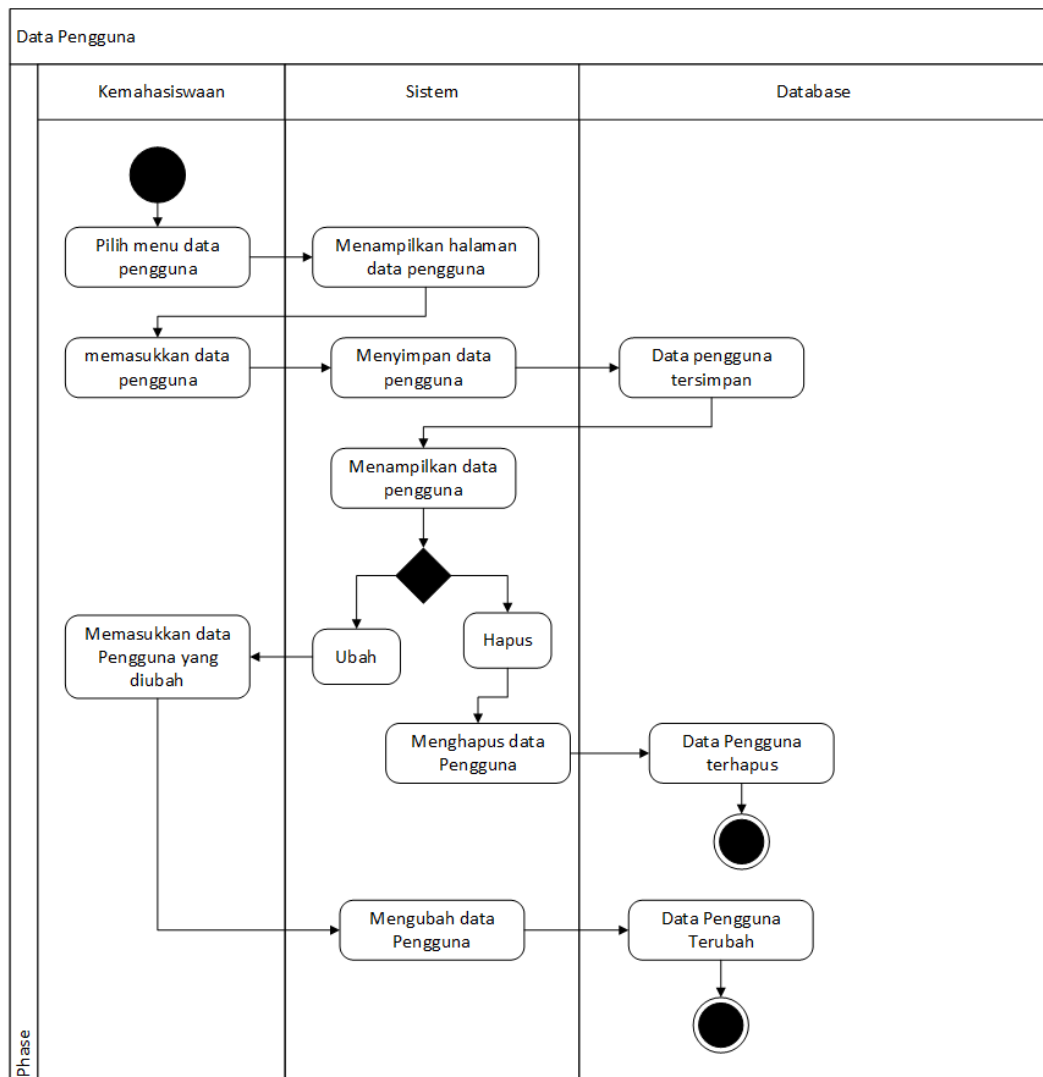 Data Pengguna
Kemahasiswaan
Sistem
Database
Pilih menu data
pengguna
Menampilkan halaman
data pengguna
memasukkan data
pengguna
Menyimpan data
pengguna
Data pengguna
tersimpan
Menampilkan data
pengguna
Memasukkan data
Pengguna yang
diubah
Ubah
Hapus
Menghapus data
Pengguna
Data Pengguna
terhapus
Mengubah data
Pengguna
Data Pengguna
Terubah
Phase